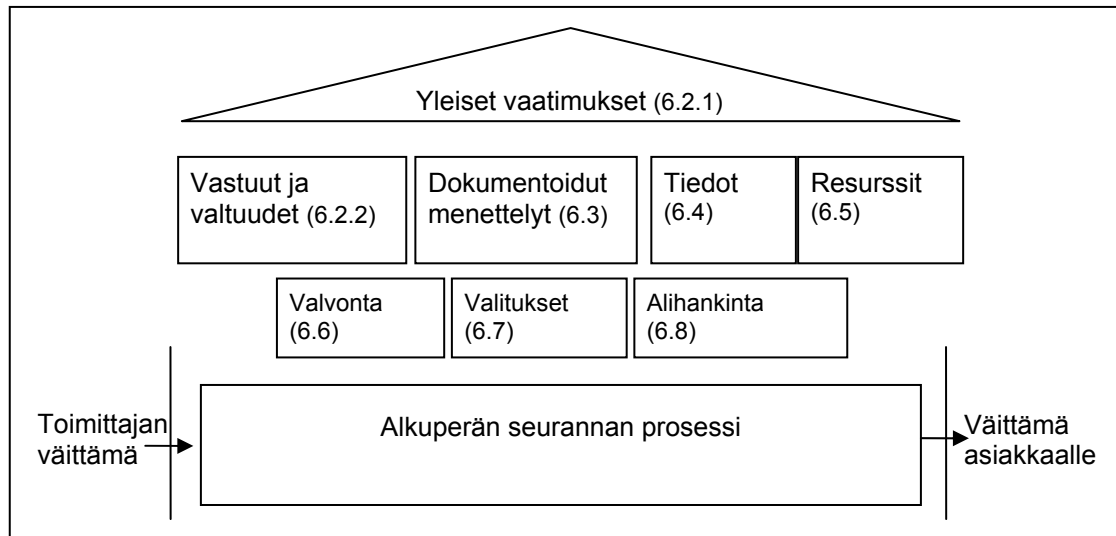 Yleiset vaatimukset (6.2.1)
Vastuut ja
valtuudet (6.2.2)
Dokumentoidut
menettelyt (6.3)
Tiedot
(6.4)
Resurssit
(6.5)
Valvonta
(6.6)
Valitukset
(6.7)
Alihankinta
(6.8)
Toimittajan
väittämä
Alkuperän seurannan prosessi
Väittämä
asiakkaalle